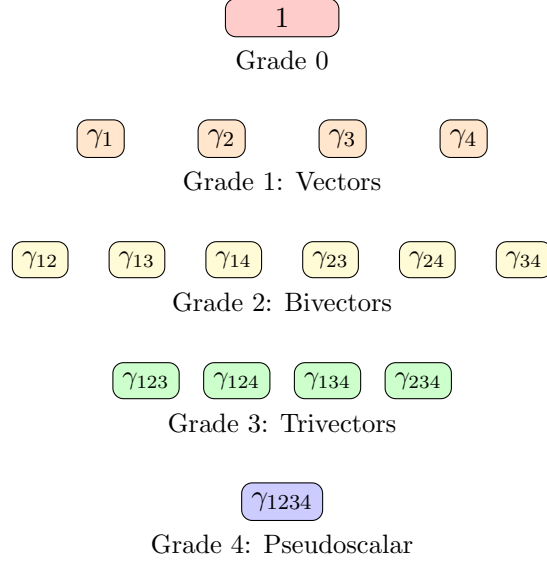 1
Grade 0
γ₁ γ₂ γ₃ γ₄
Grade 1: Vectors
γ₁₂ γ₁₃ γ₁₄ γ₂₃ γ₂₄ γ₃₄
Grade 2: Bivectors
γ₁₂₃ γ₁₂₄ γ₁₃₄ γ₂₃₄
Grade 3: Trivectors
γ₁₂₃₄
Grade 4: Pseudoscalar